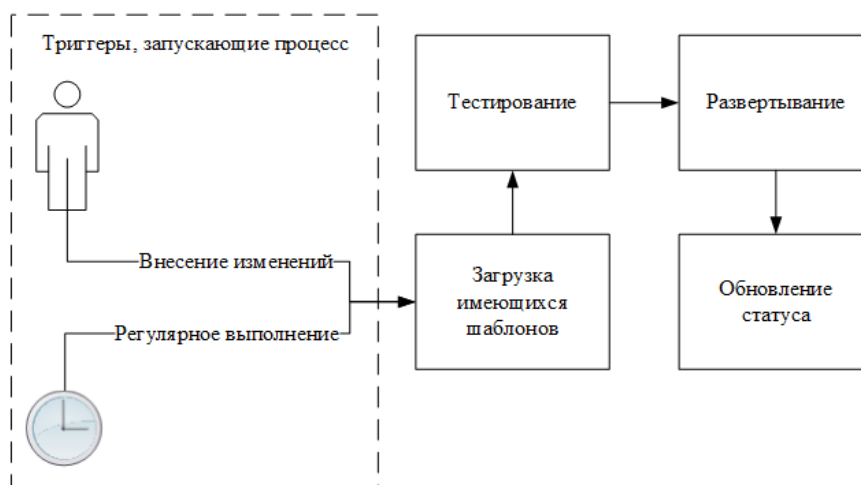 Триггеры, запускающие процесс
Тестирование
Развертывание
Внесение изменений
Регулярное выполнение
Загрузка
имеющихся
шаблонов
Обновление
статуса